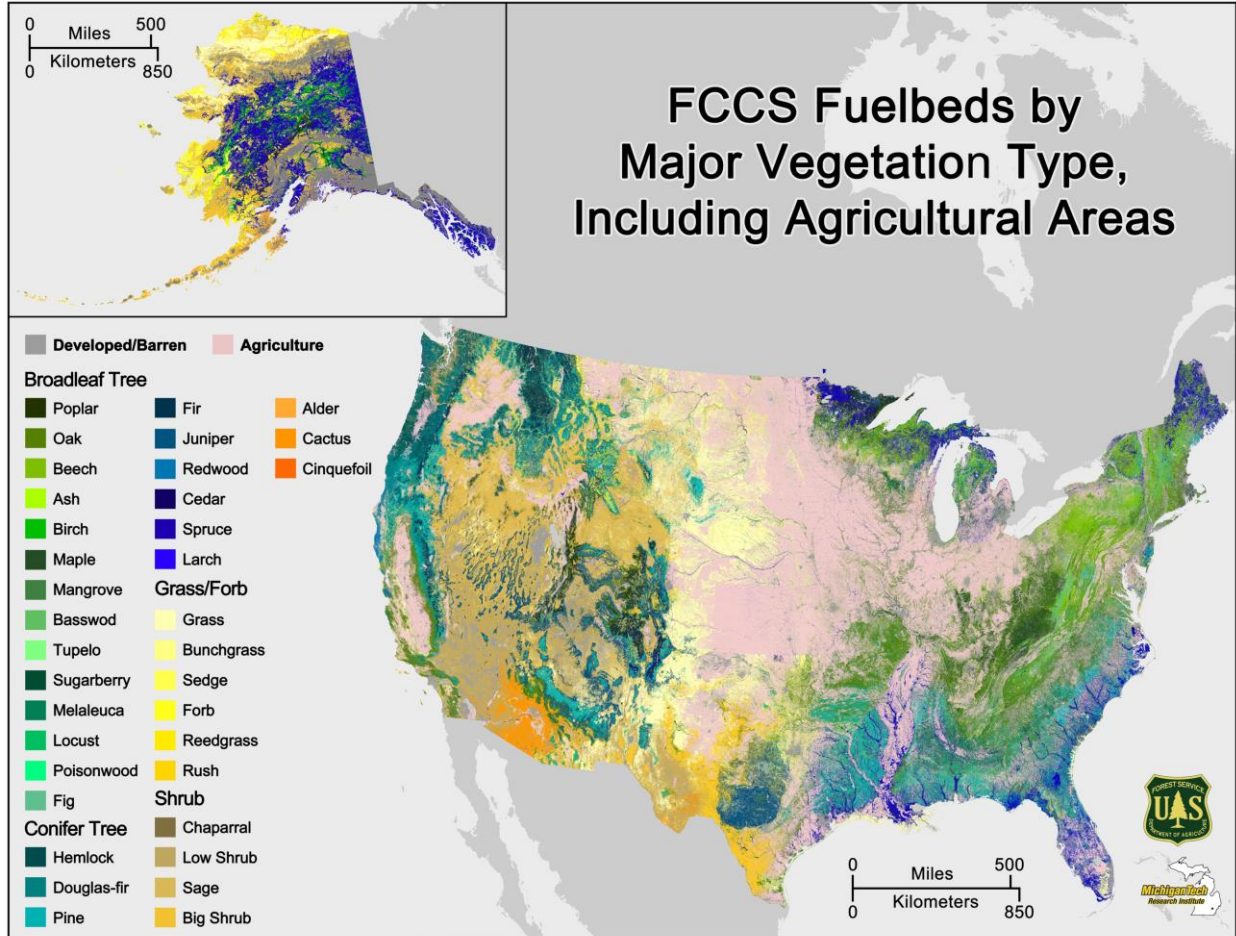 Miles
0 500
Kilometers
0 850
FCCS Fuelbeds by
Major Vegetation Type,
Including Agricultural Areas
Developed/Barren
Agriculture
Broadleaf Tree
Poplar
Oak
Beech
Ash
Birch
Maple
Mangrove
Basswod
Tupelo
Sugarberry
Melaleuca
Locust
Poisonwood
Fig
Conifer Tree
Hemlock
Douglas-fir
Pine
Fir
Juniper
Redwood
Cedar
Spruce
Larch
Grass/Forb
Grass
Bunchgrass
Sedge
Forb
Reedgrass
Rush
Shrub
Chaparral
Low Shrub
Sage
Big Shrub
Alder
Cactus
Cinquefoil
0 500
Miles
Kilometers
0 850
FOREST SERVICE
U S
DEPARTMENT OF AGRICULTURE
MichiganTech
Research Institute